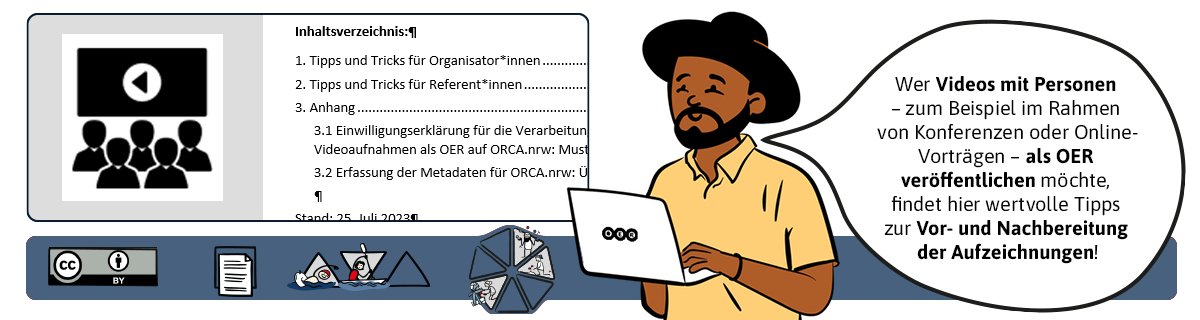 Inhaltsverzeichnis:¶
1. Tipps und Tricks für Organisator*innen............
2. Tipps und Tricks für Referent*innen................
3. Anhang.......................................................
3.1 Einwilligungserklärung für die
Videoaufnahmen als OER auf ORCA.nrw:
3.2 Erfassung der Metadaten für ORCA.nrw:
¶
Stand: 25. Juli 2023¶
cc
BY
OER
Wer Videos mit Personen
– zum Beispiel im Rahmen
von Konferenzen oder Online-
Vorträgen – als OER
veröffentlichen möchte,
findet hier wertvolle Tipps
zur Vor- und Nachbereitung
der Aufzeichnungen!